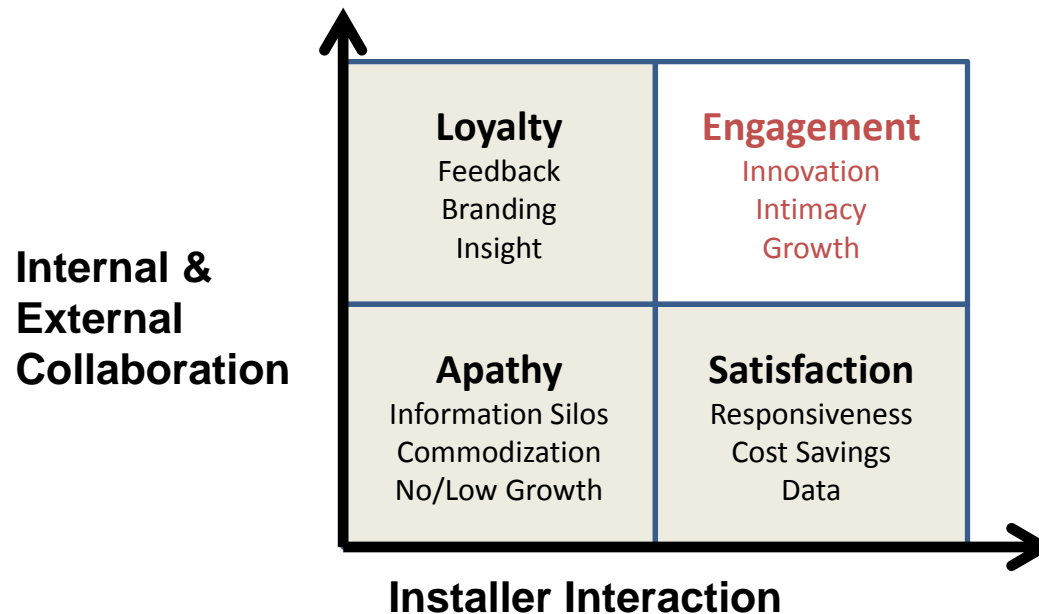 Loyalty
Feedback
Branding
Insight
Engagement
Innovation
Intimacy
Growth
Internal &
External
Collaboration
Apathy
Information Silos
Commodization
No/Low Growth
Satisfaction
Responsiveness
Cost Savings
Data
Installer Interaction